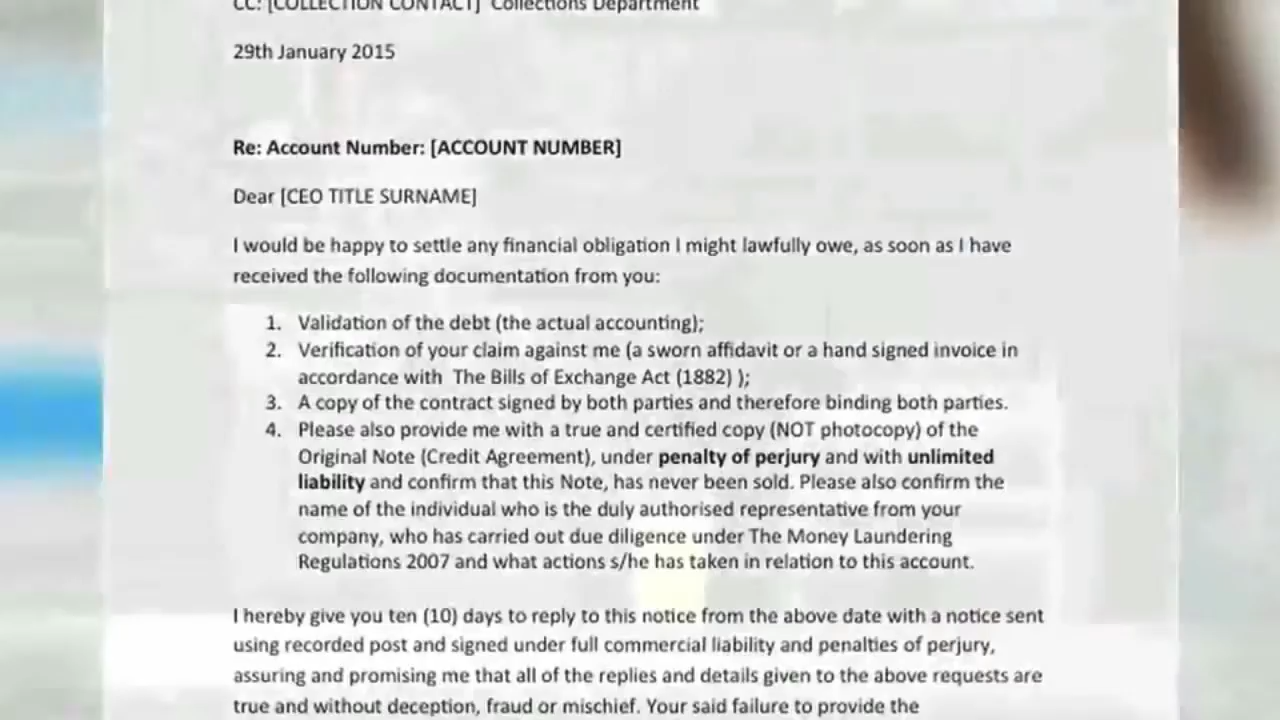 CC: [COLLECTION CONTACT] Collections Department
29th January 2015
Re: Account Number: [ACCOUNT NUMBER]
Dear [CEO TITLE SURNAME]
I would be happy to settle any financial obligation I might lawfully owe, as soon as I have
received the following documentation from you:
1. Validation of the debt (the actual accounting);
2. Verification of your claim against me (a sworn affidavit or a hand signed invoice in
accordance with The Bills of Exchange Act (1882) );
3. A copy of the contract signed by both parties and therefore binding both parties.
4. Please also provide me with a true and certified copy (NOT photocopy) of the
Original Note (Credit Agreement), under penalty of perjury and with unlimited
liability and confirm that this Note, has never been sold. Please also confirm the
name of the individual who is the duly authorised representative from your
company, who has carried out due diligence under The Money Laundering
Regulations 2007 and what actions s/he has taken in relation to this account.
I hereby give you ten (10) days to reply to this notice from the above date with a notice sent
using recorded post and signed under full commercial liability and penalties of perjury,
assuring and promising me that all of the replies and details given to the above requests are
true and without deception, fraud or mischief. Your said failure to provide the